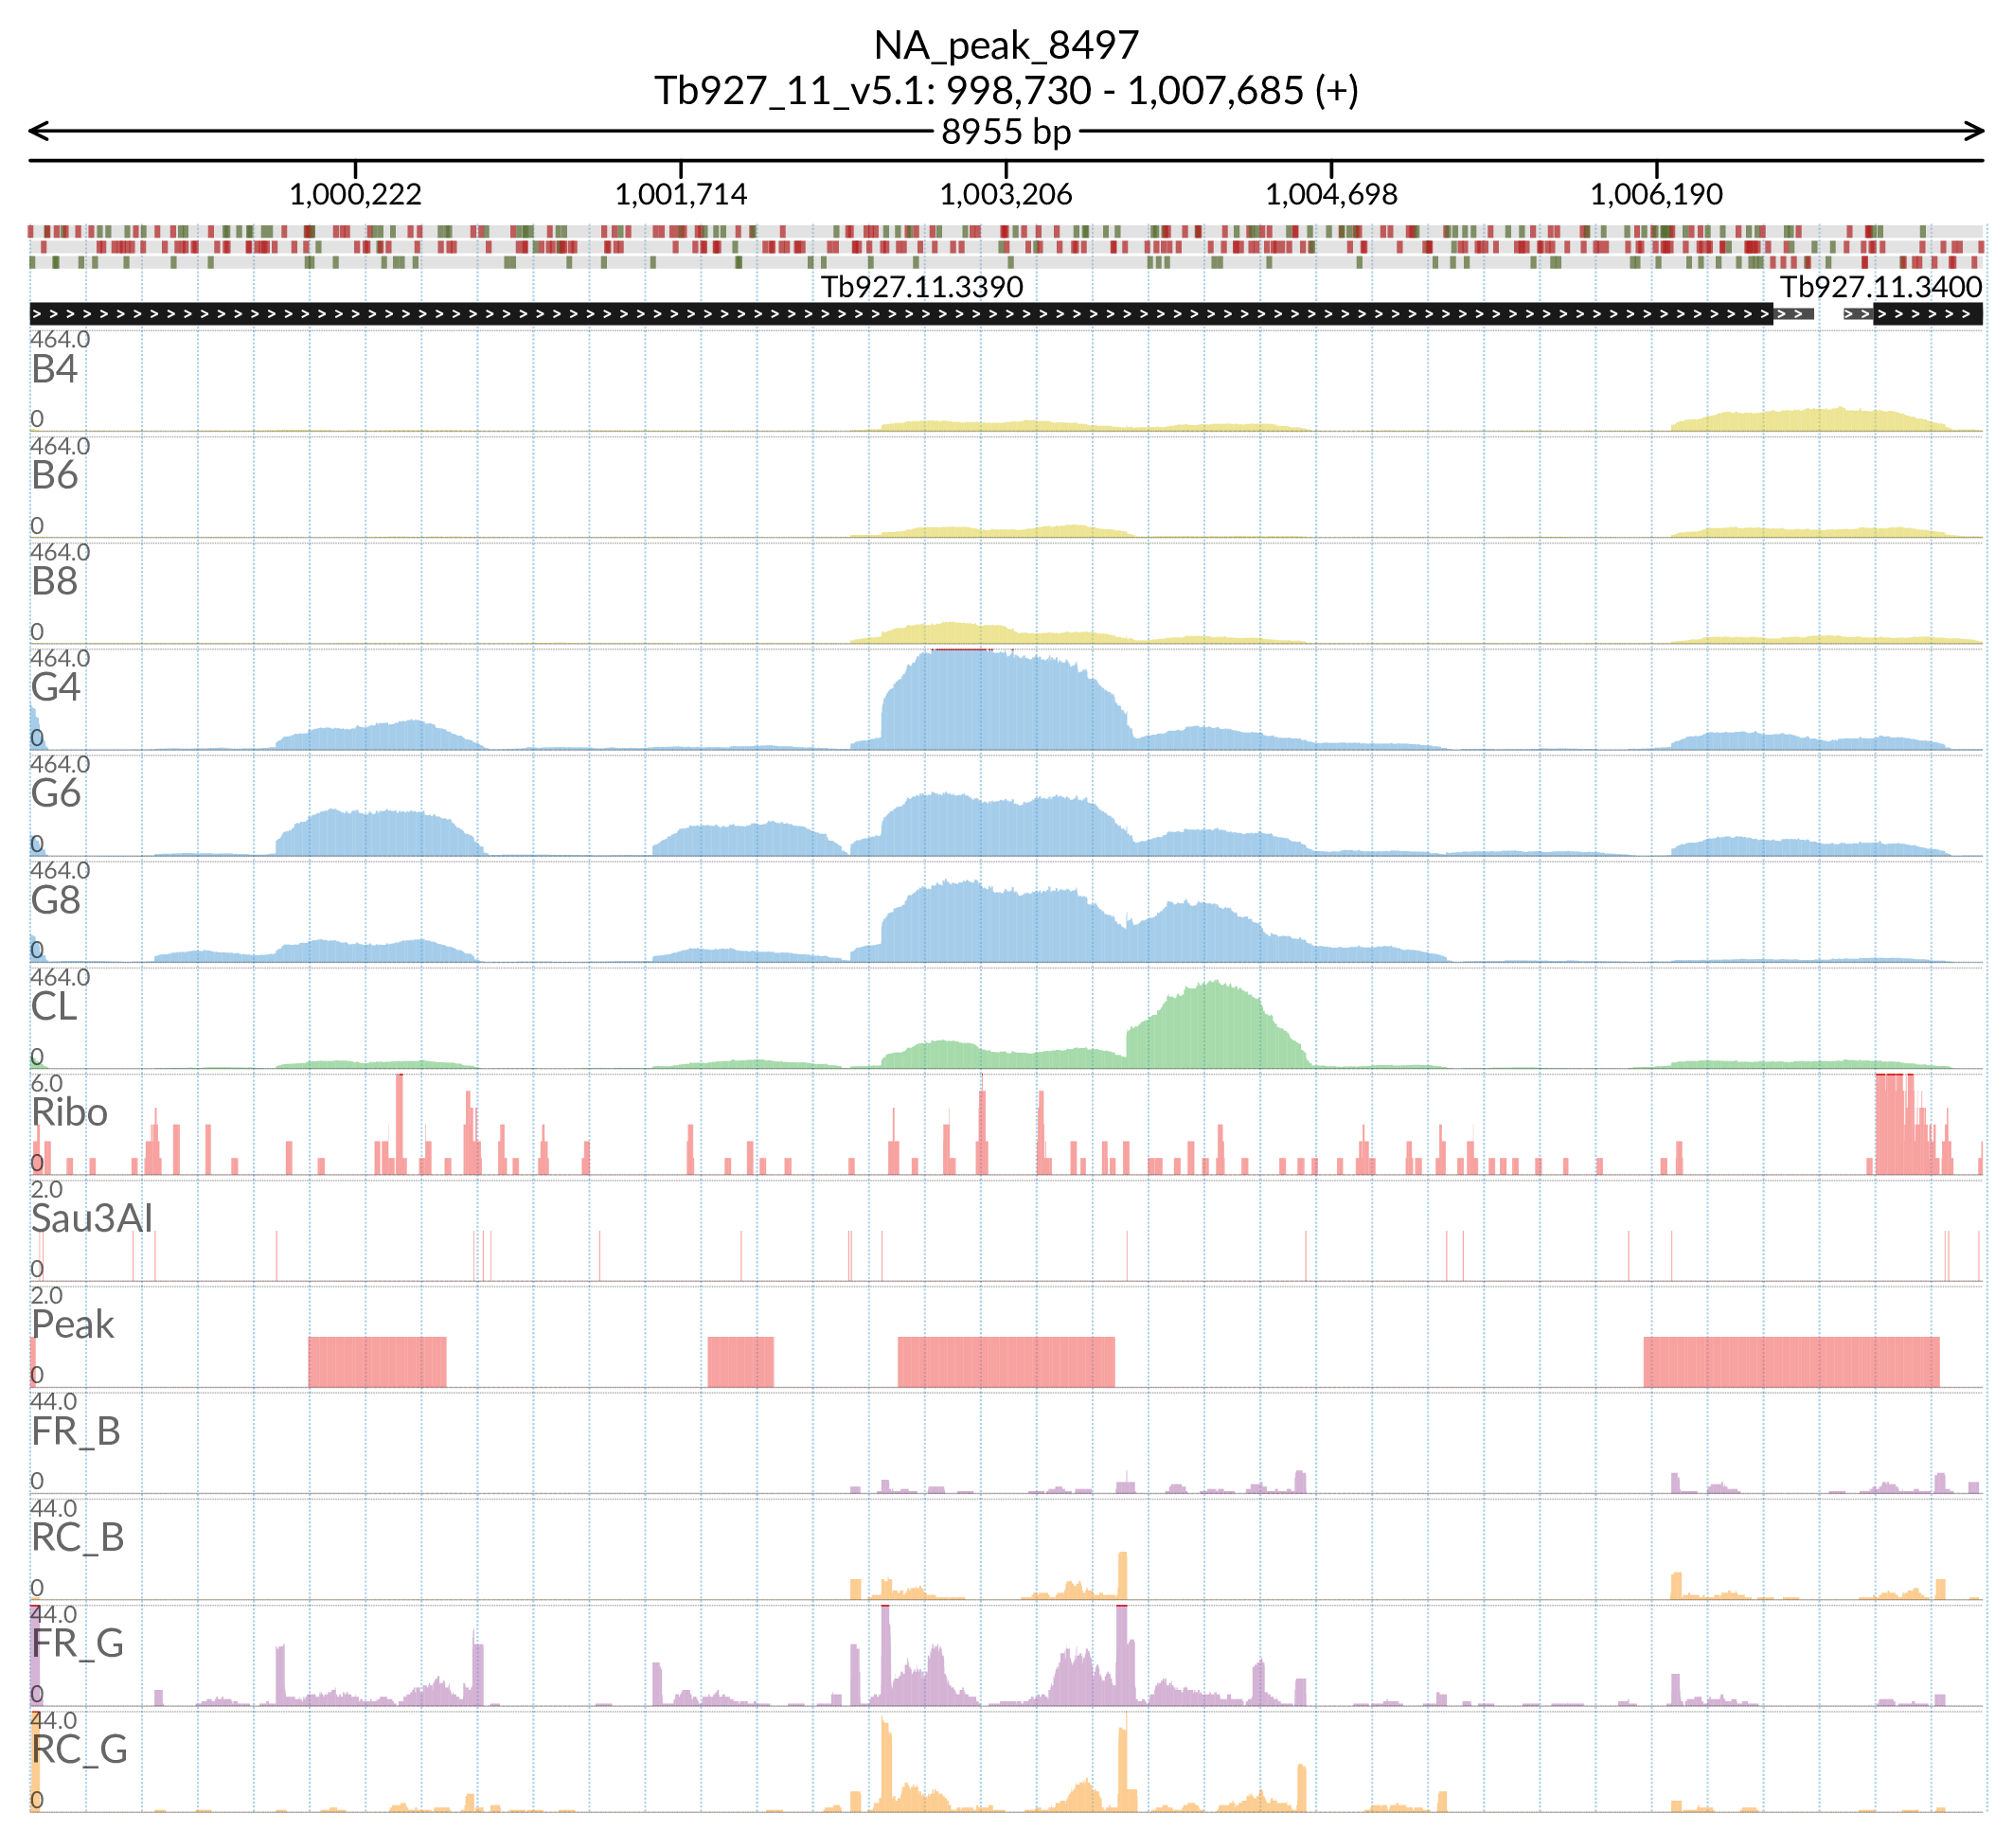 NA_peak_8497
Tb927_11_v5.1: 998,730 - 1,007,685 (+)
8955 bp
1,000,222 1,001,714 1,003,206 1,004,698 1,006,190
Tb927.11.3390 Tb927.11.3400
464.0
B4
0
464.0
B6
0
464.0
B8
0
464.0
G4
0
464.0
G6
0
464.0
G8
0
464.0
CL
0
6.0
Ribo
0
2.0
Sau3AI
0
2.0
Peak
0
44.0
FR_B
0
44.0
RC_B
0
44.0
FR_G
0
44.0
RC_G
0